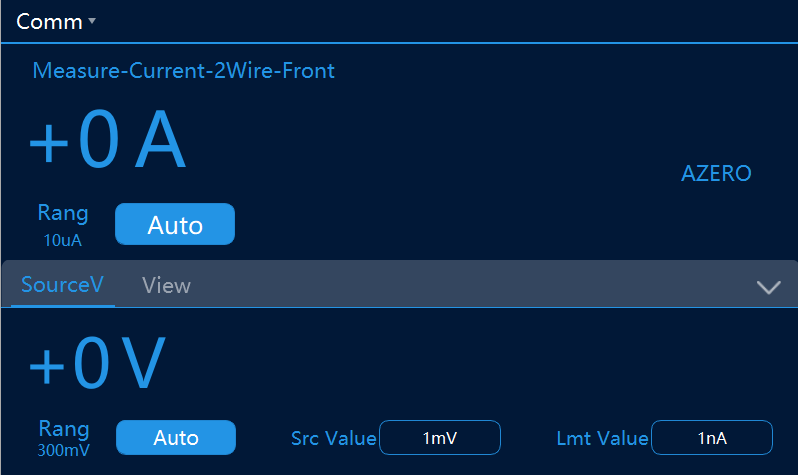 Comm
Measure-Current-2Wire-Front
+0 A
AZERO
Rang
10uA
Auto
SourceV View
+0 V
Rang
300mV
Auto
Src Value 1mV
Lmt Value 1nA